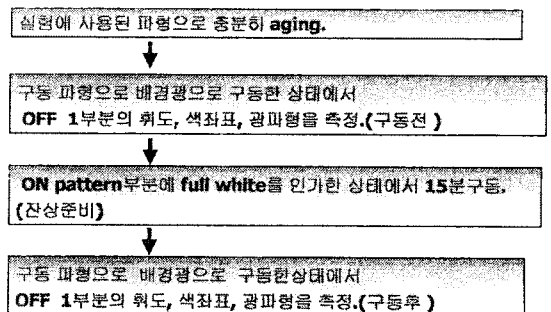 실험에 사용된 파형으로 충분히 aging.
구동 파형으로 배경광으로 구동한 상태에서
OFF 1부분의 휘도, 색좌표, 광파형을 측정.(구동전 )
ON pattern부분에 full white를 인가한 상태에서 15분구동.
(잔상준비)
구동 파형으로 배경광으로 구동한상태에서
OFF 1부분의 휘도, 색좌표, 광파형을 측정.(구동후 )